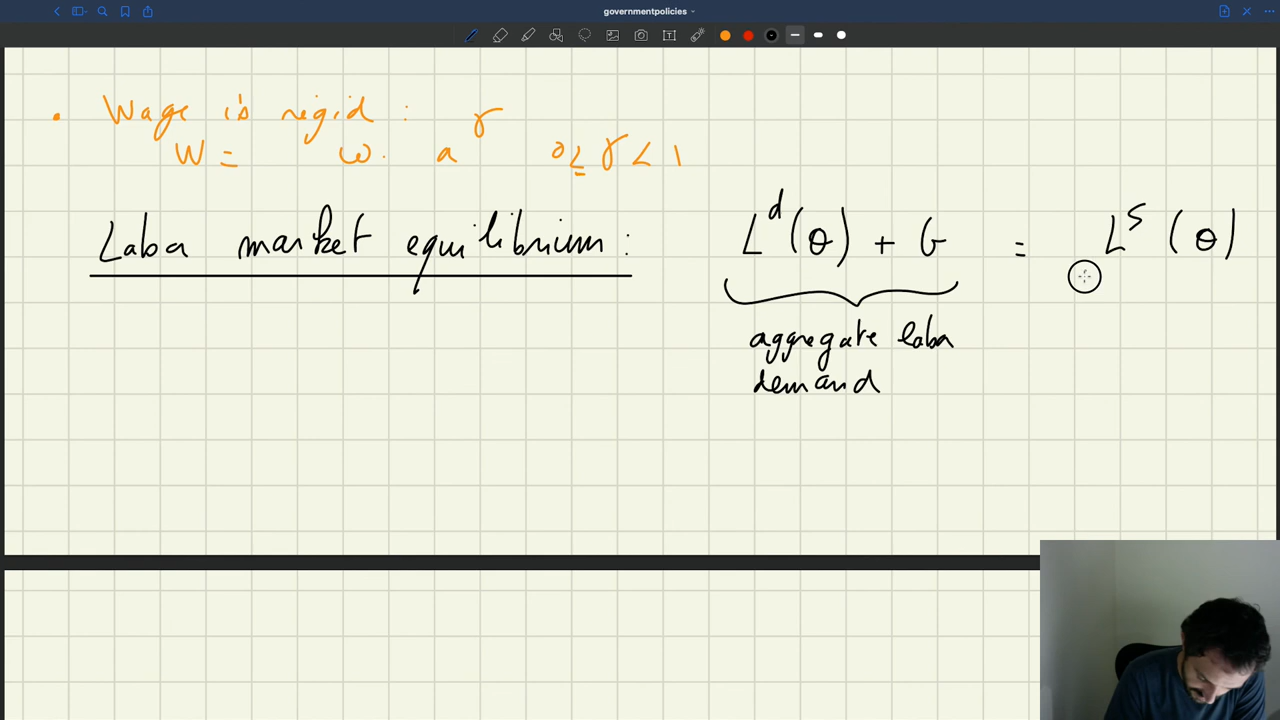 governmentpolicies
• Wage is rigid :
W = ω · a^γ 0 ≤ γ < 1
Labor market equilibrium : L^d (θ) + G = L^s (θ)
aggregate labor
demand